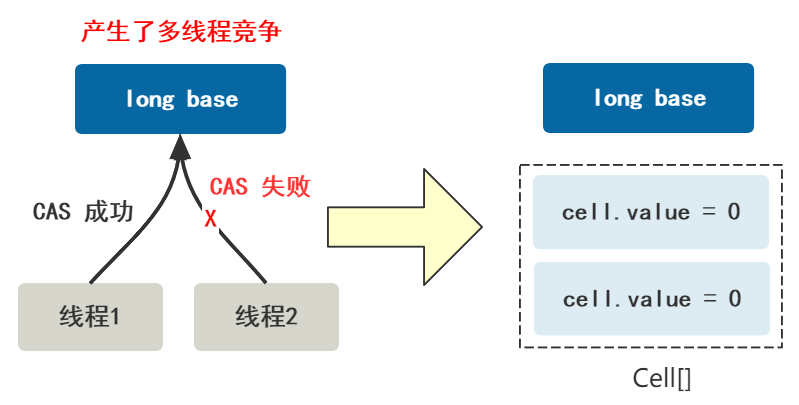 产生了多线程竞争
long base
CAS 成功
CAS 失败
X
线程1
线程2
long base
cell.value = 0
cell.value = 0
Cell[]